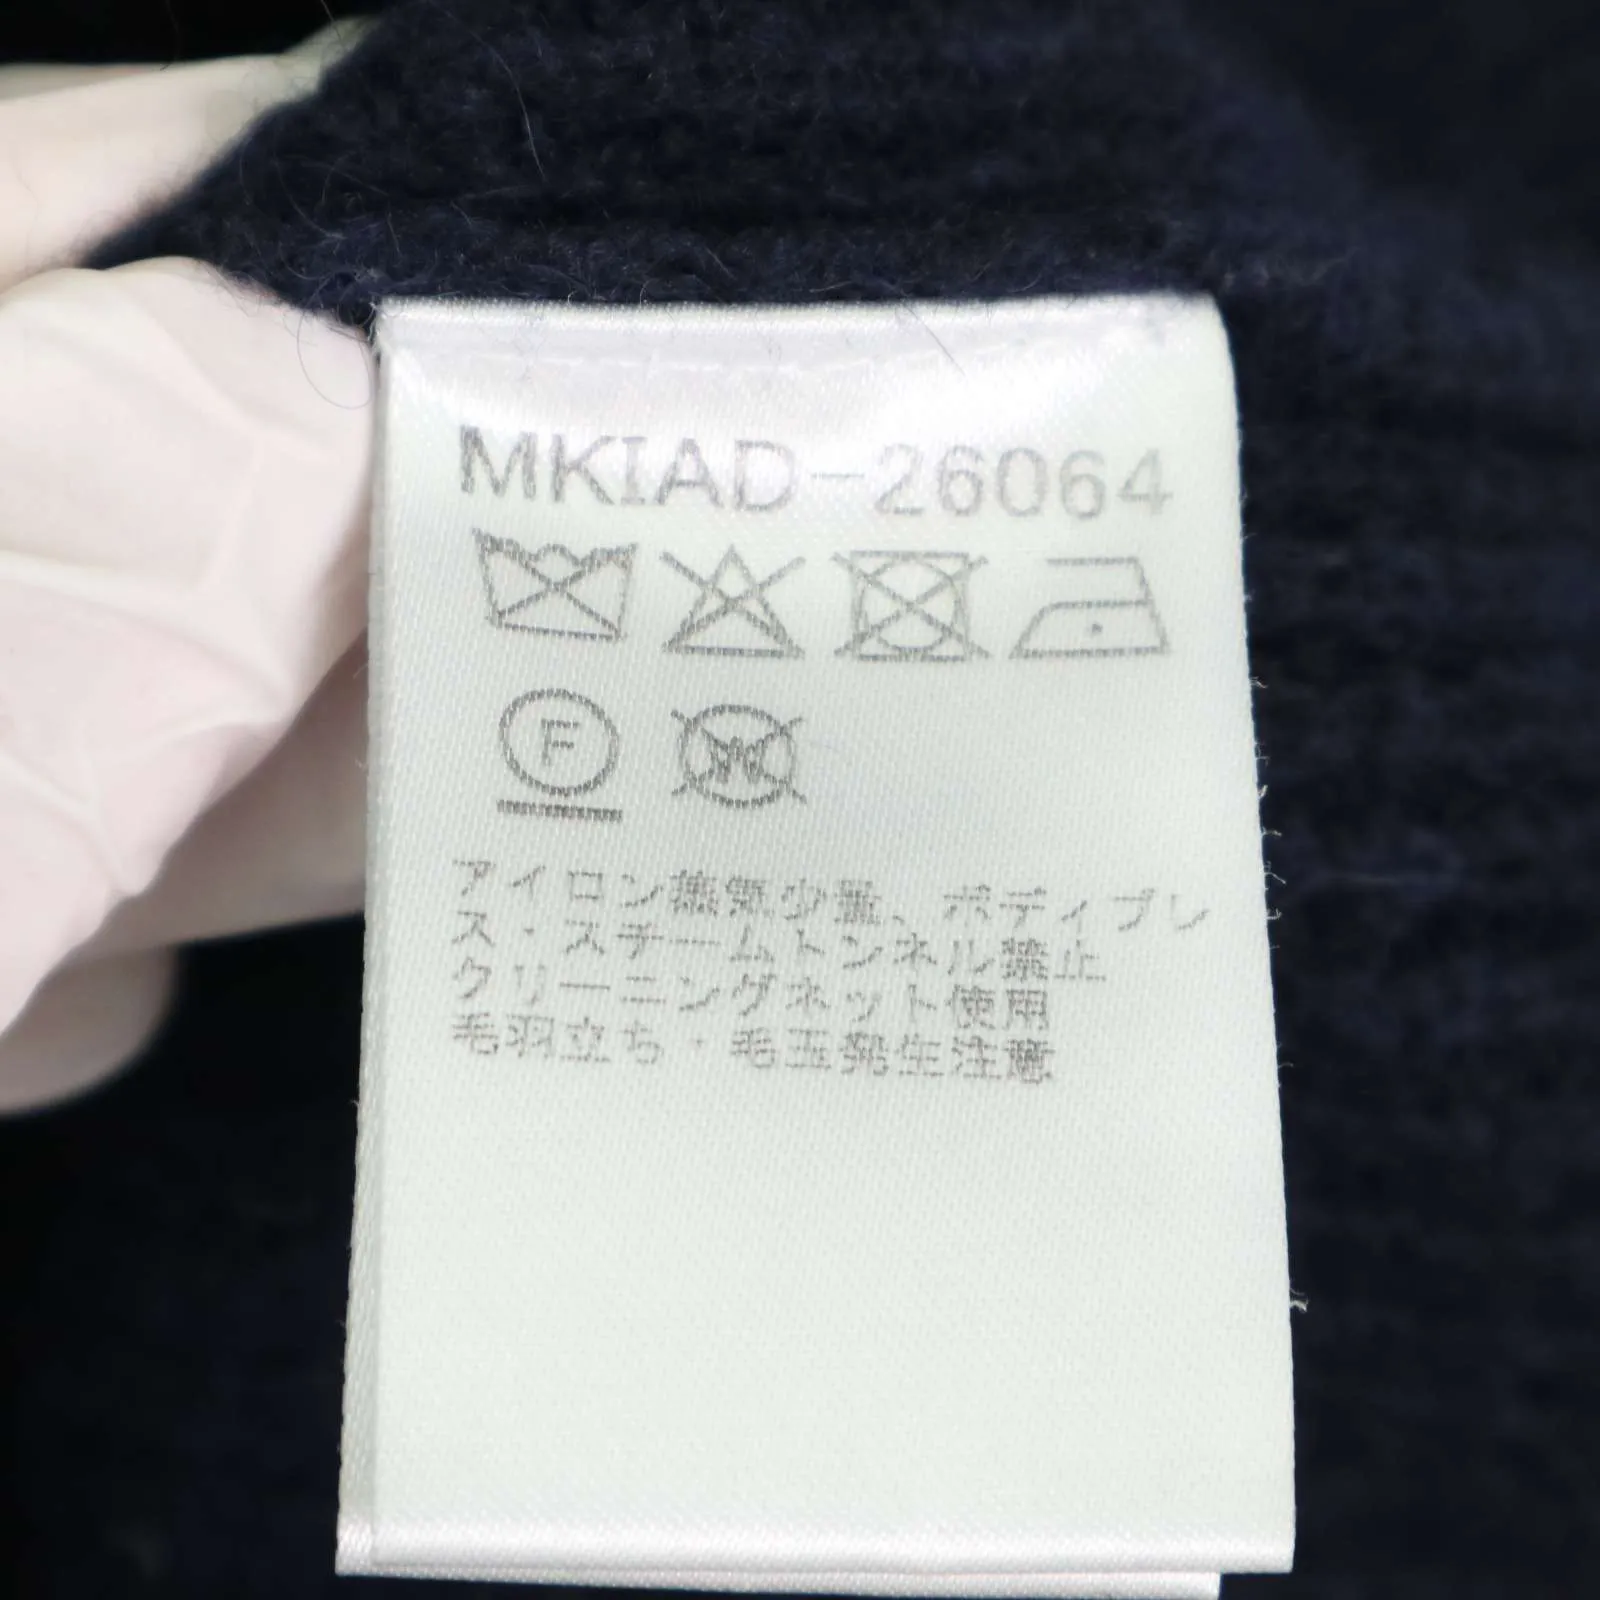 MKIAD-26064
F
W
アイロン蒸気少量、ボディプレ
ス・スチームトンネル禁止
クリーニングネット使用
毛羽立ち・毛玉発生注意